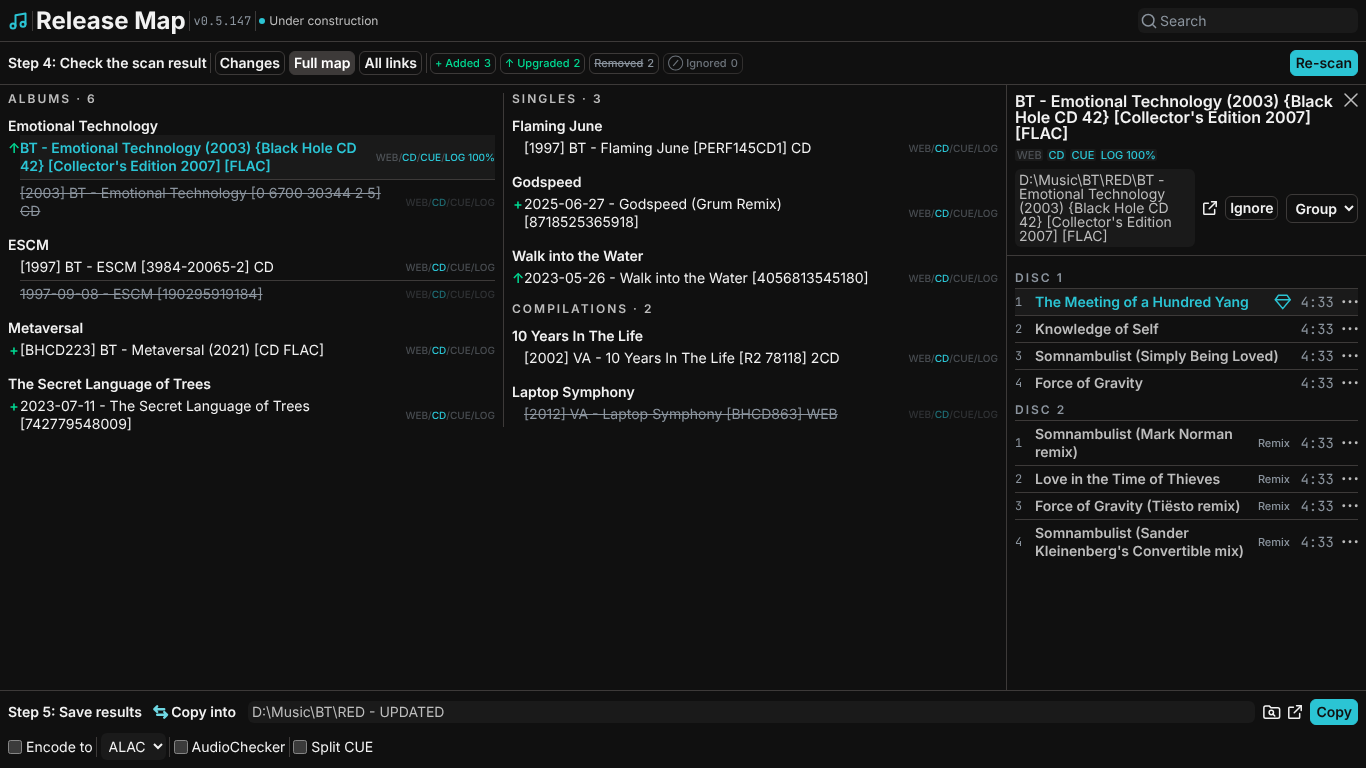 Release Map v0.5.147 Under construction Search
Step 4: Check the scan result Changes Full map All links + Added 3 ↑ Upgraded 2 Removed 2 Ignored 0 Re-scan
ALBUMS · 6
Emotional Technology
↑BT - Emotional Technology (2003) {Black Hole CD
42} [Collector's Edition 2007] [FLAC]
WEB/CD/CUE/LOG 100%
[2003] BT - Emotional Technology [0 6700 30344 2 5]
CD
WEB/CD/CUE/LOG
ESCM
[1997] BT - ESCM [3984-20065-2] CD WEB/CD/CUE/LOG
1997-09-08 - ESCM [190295919184] WEB/CD/CUE/LOG
Metaversal
+[BHCD223] BT - Metaversal (2021) [CD FLAC] WEB/CD/CUE/LOG
The Secret Language of Trees
+2023-07-11 - The Secret Language of Trees
[742779548009]
WEB/CD/CUE/LOG
SINGLES · 3
Flaming June
[1997] BT - Flaming June [PERF145CD1] CD WEB/CD/CUE/LOG
Godspeed
+2025-06-27 - Godspeed (Grum Remix)
[8718525365918]
WEB/CD/CUE/LOG
Walk into the Water
↑2023-05-26 - Walk into the Water [4056813545180] WEB/CD/CUE/LOG
COMPILATIONS · 2
10 Years In The Life
[2002] VA - 10 Years In The Life [R2 78118] 2CD WEB/CD/CUE/LOG
Laptop Symphony
[2012] VA - Laptop Symphony [BHCD863] WEB WEB/CD/CUE/LOG
BT - Emotional Technology (2003) {Black
Hole CD 42} [Collector's Edition 2007]
[FLAC]
WEB CD CUE LOG 100%
D:\Music\BT\RED\BT -
Emotional Technology
(2003) {Black Hole CD
42} [Collector's Edition
2007] [FLAC]
Ignore Group
DISC 1
1 The Meeting of a Hundred Yang 4:33 ···
2 Knowledge of Self 4:33 ···
3 Somnambulist (Simply Being Loved) 4:33 ···
4 Force of Gravity 4:33 ···
DISC 2
1 Somnambulist (Mark Norman
remix)
Remix 4:33 ···
2 Love in the Time of Thieves Remix 4:33 ···
3 Force of Gravity (Tiësto remix) Remix 4:33 ···
4 Somnambulist (Sander
Kleinenberg's Convertible mix)
Remix 4:33 ···
Step 5: Save results Copy into D:\Music\BT\RED - UPDATED Copy
Encode to ALAC AudioChecker Split CUE